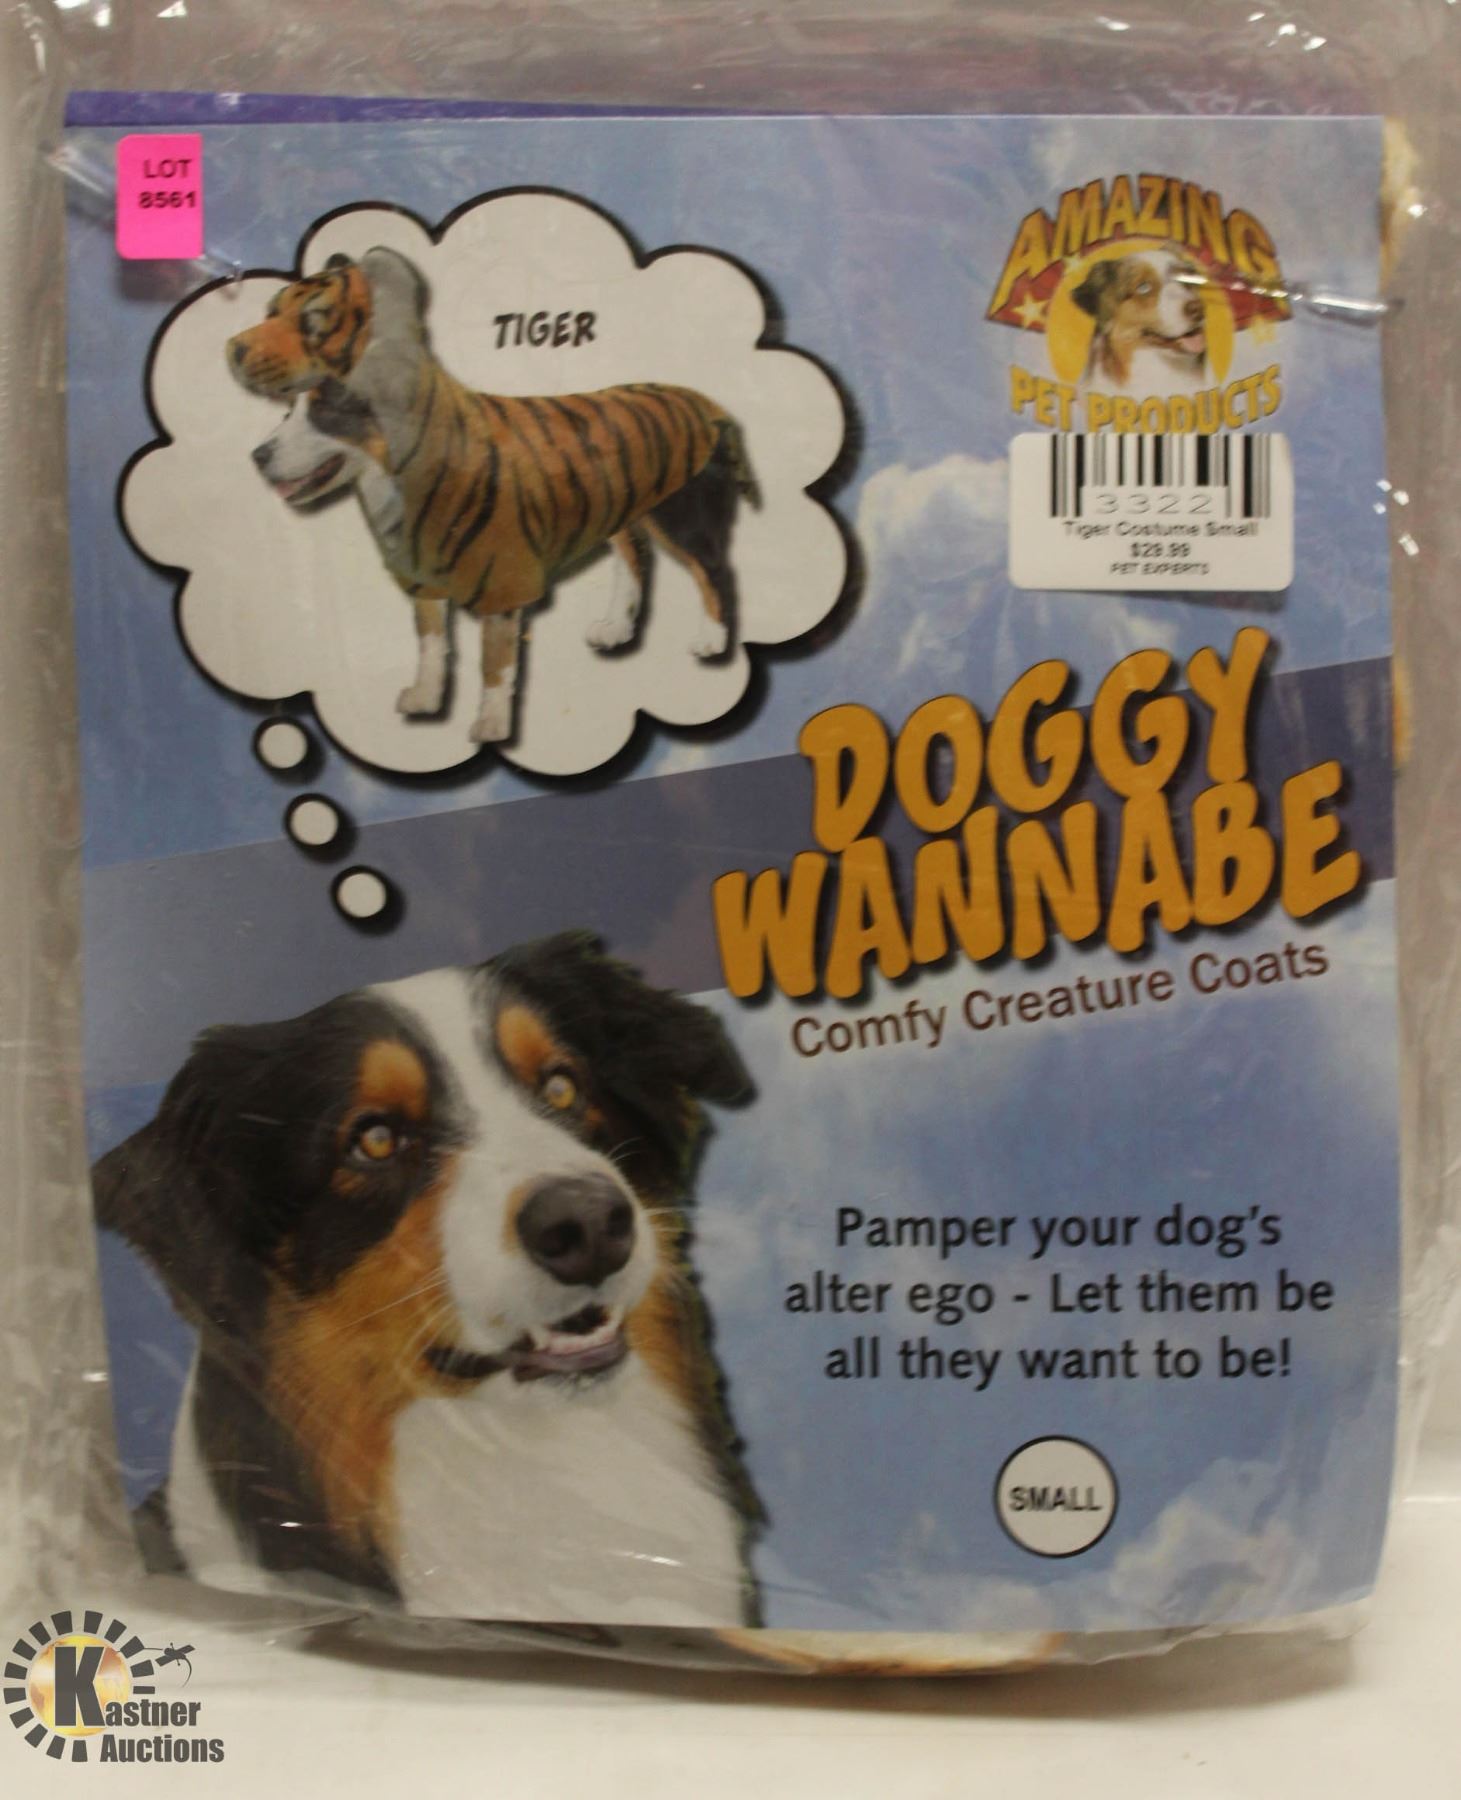 LOT
8561
TIGER
AMAZING
PET PRODUCTS
3322
Tiger Costume Small
$29.99
PET EXPERTS
DOGGY
WANNABE
Comfy Creature Coats
Pamper your dog's
alter ego - Let them be
all they want to be!
SMALL
Kastner
Auctions